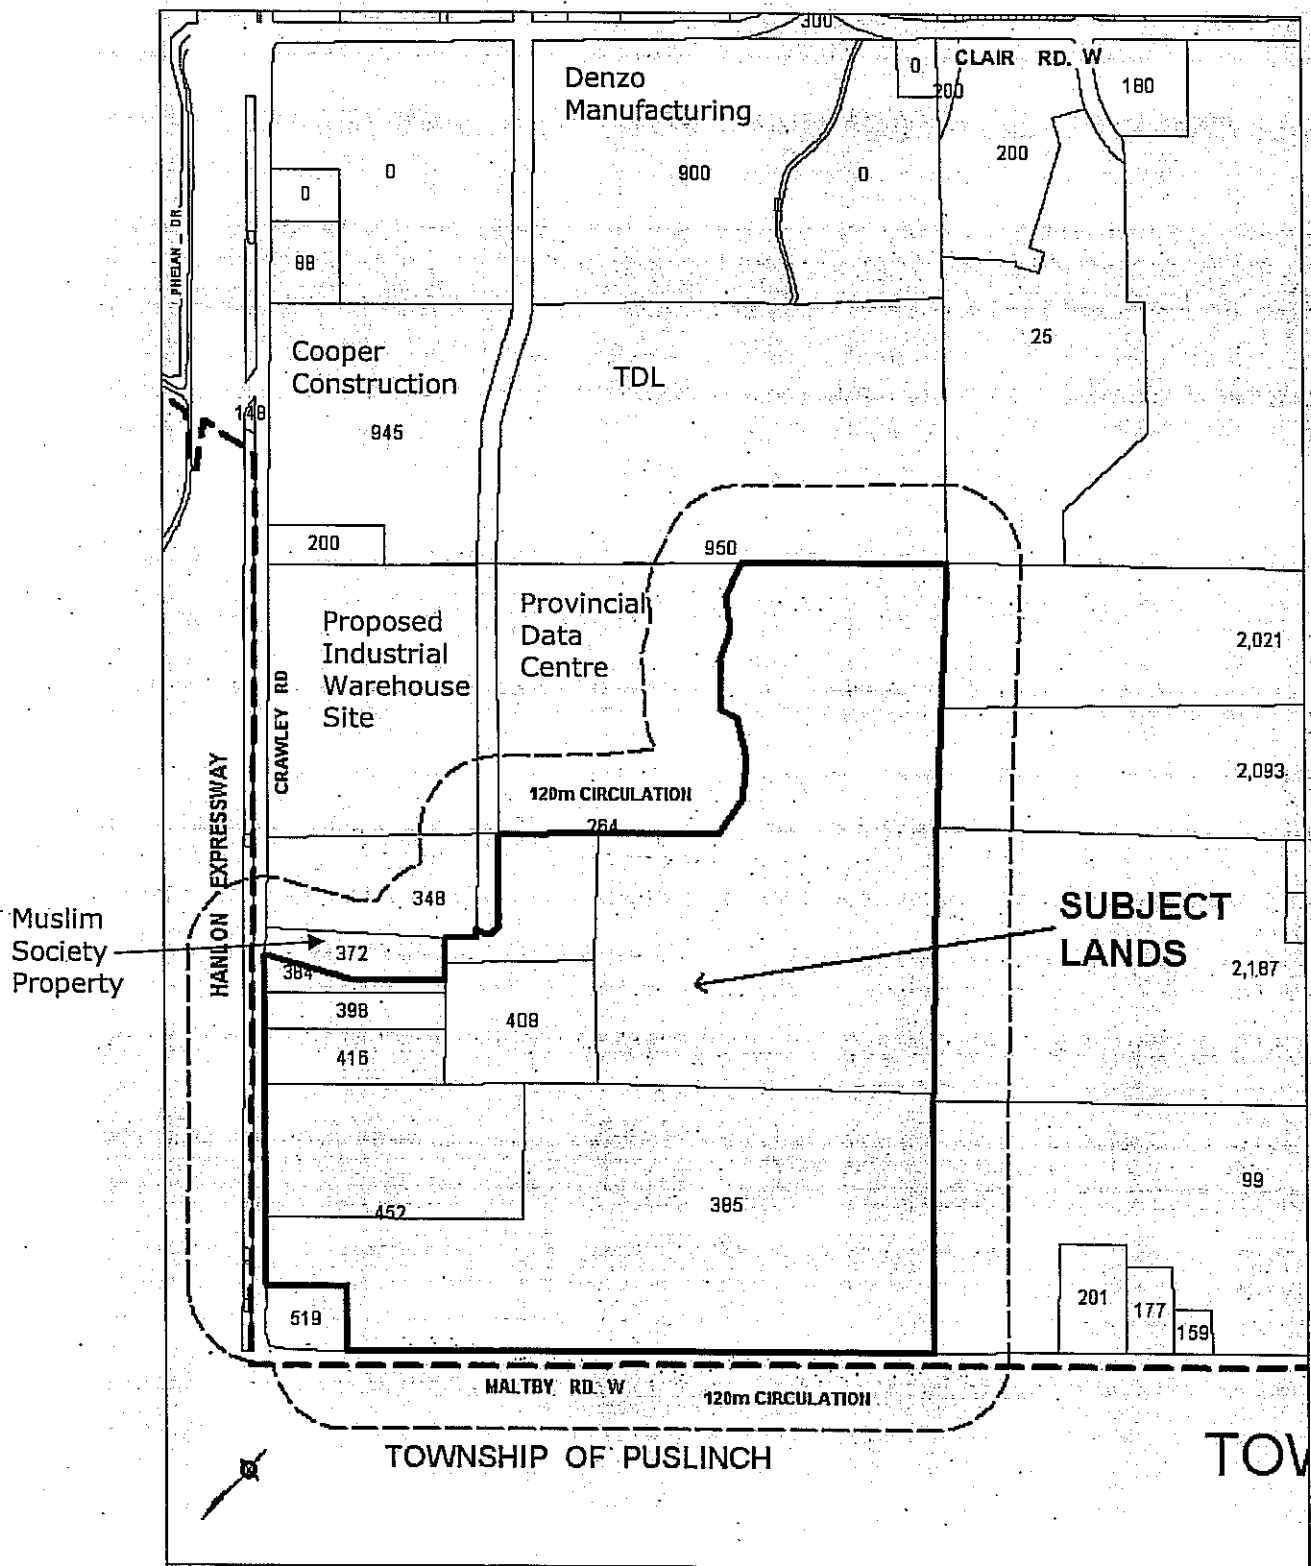 300
CLAIR RD. W
Denzo
Manufacturing
0
200
180
0
900
0
200
0
PHELAN DR.
88
25
Cooper
Construction
TDL
148
945
200
950
Provincial
Data
Centre
Proposed
Industrial
Warehouse
Site
2,021
CRAWLEY RD
HANLON EXPRESSWAY
2,093
120m CIRCULATION
264
348
SUBJECT
LANDS
Muslim
Society
Property
372
384
2,187
398
408
416
99
385
452
201
177
159
519
MALTBY RD. W
120m CIRCULATION
TOWNSHIP OF PUSLINCH